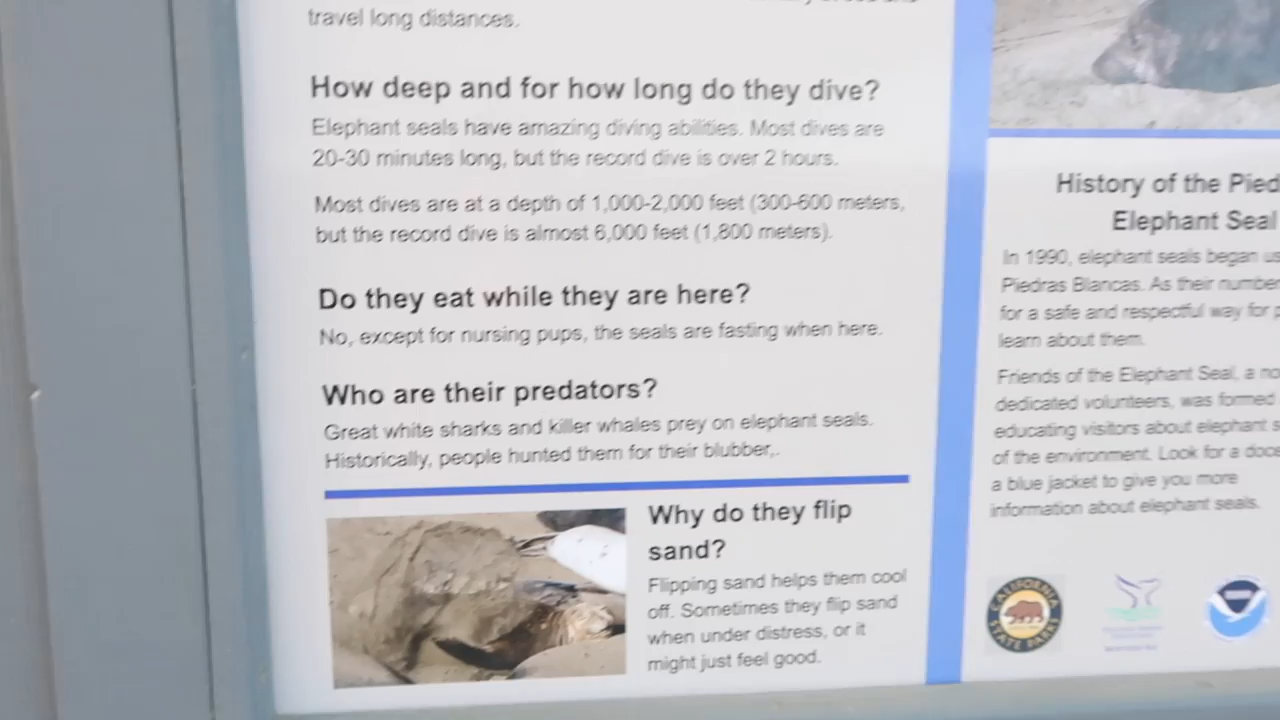 travel long distances.
How deep and for how long do they dive?
Elephant seals have amazing diving abilities. Most dives are
20-30 minutes long, but the record dive is over 2 hours.
Most dives are at a depth of 1,000-2,000 feet (300-600 meters,
but the record dive is almost 6,000 feet (1,800 meters).
Do they eat while they are here?
No, except for nursing pups, the seals are fasting when here.
Who are their predators?
Great white sharks and killer whales prey on elephant seals.
Historically, people hunted them for their blubber,.
Why do they flip
sand?
Flipping sand helps them cool
off. Sometimes they flip sand
when under distress, or it
might just feel good.
History of the Pied
Elephant Seal
In 1990, elephant seals began us
Piedras Blancas. As their number
for a safe and respectful way for p
learn about them.
Friends of the Elephant Seal, a no
dedicated volunteers, was formed
educating visitors about elephant s
of the environment. Look for a doce
a blue jacket to give you more
information about elephant seals.
CALIFORNIA
STATE PARKS